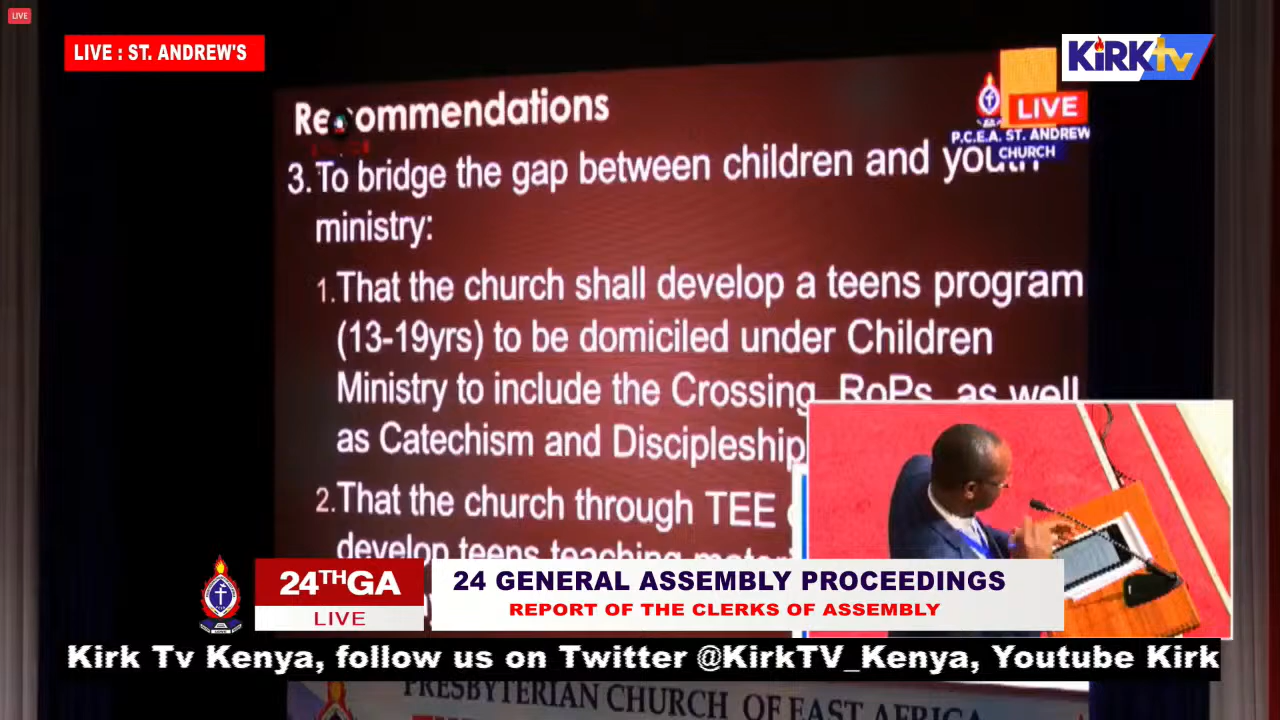 LIVE
LIVE : ST. ANDREW'S
KiRKtv
Recommendations
LIVE
P.C.E.A. ST. ANDREW
CHURCH
3. To bridge the gap between children and youth
ministry:
1. That the church shall develop a teens program
(13-19yrs) to be domiciled under Children
Ministry to include the Crossing, RoPs, as well
as Catechism and Discipleship
2. That the church through TEE
develop teens teaching
24THGA
LIVE
24 GENERAL ASSEMBLY PROCEEDINGS
REPORT OF THE CLERKS OF ASSEMBLY
Kirk Tv Kenya, follow us on Twitter @KirkTV_Kenya, Youtube Kirk
PRESBYTERIAN CHURCH OF EAST AFRICA